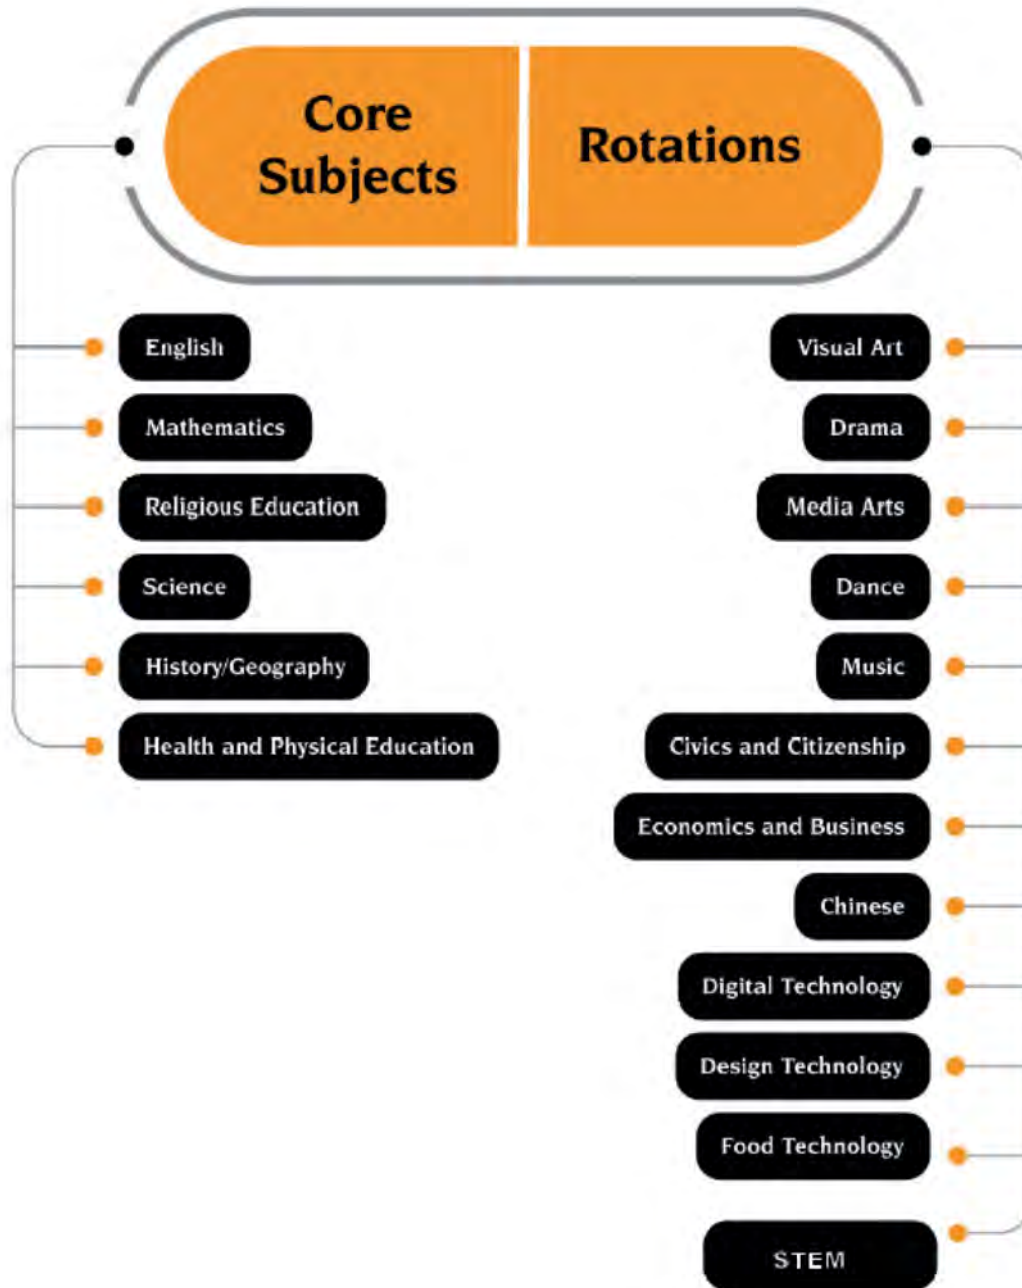 Core
Subjects
Rotations
English
Mathematics
Religious Education
Science
History/Geography
Health and Physical Education
Visual Art
Drama
Media Arts
Dance
Music
Civics and Citizenship
Economics and Business
Chinese
Digital Technology
Design Technology
Food Technology
STEM